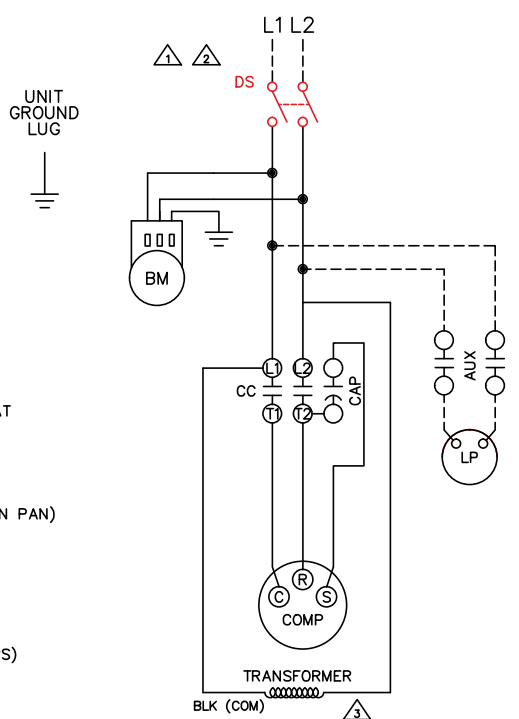 L1 L2
1 2
DS
UNIT
GROUND
LUG
BM
L1 L2
CC
CAP
AUX
T1 T2
AT
LP
N PAN)
R
C S
COMP
PS)
TRANSFORMER
BLK (COM)
3